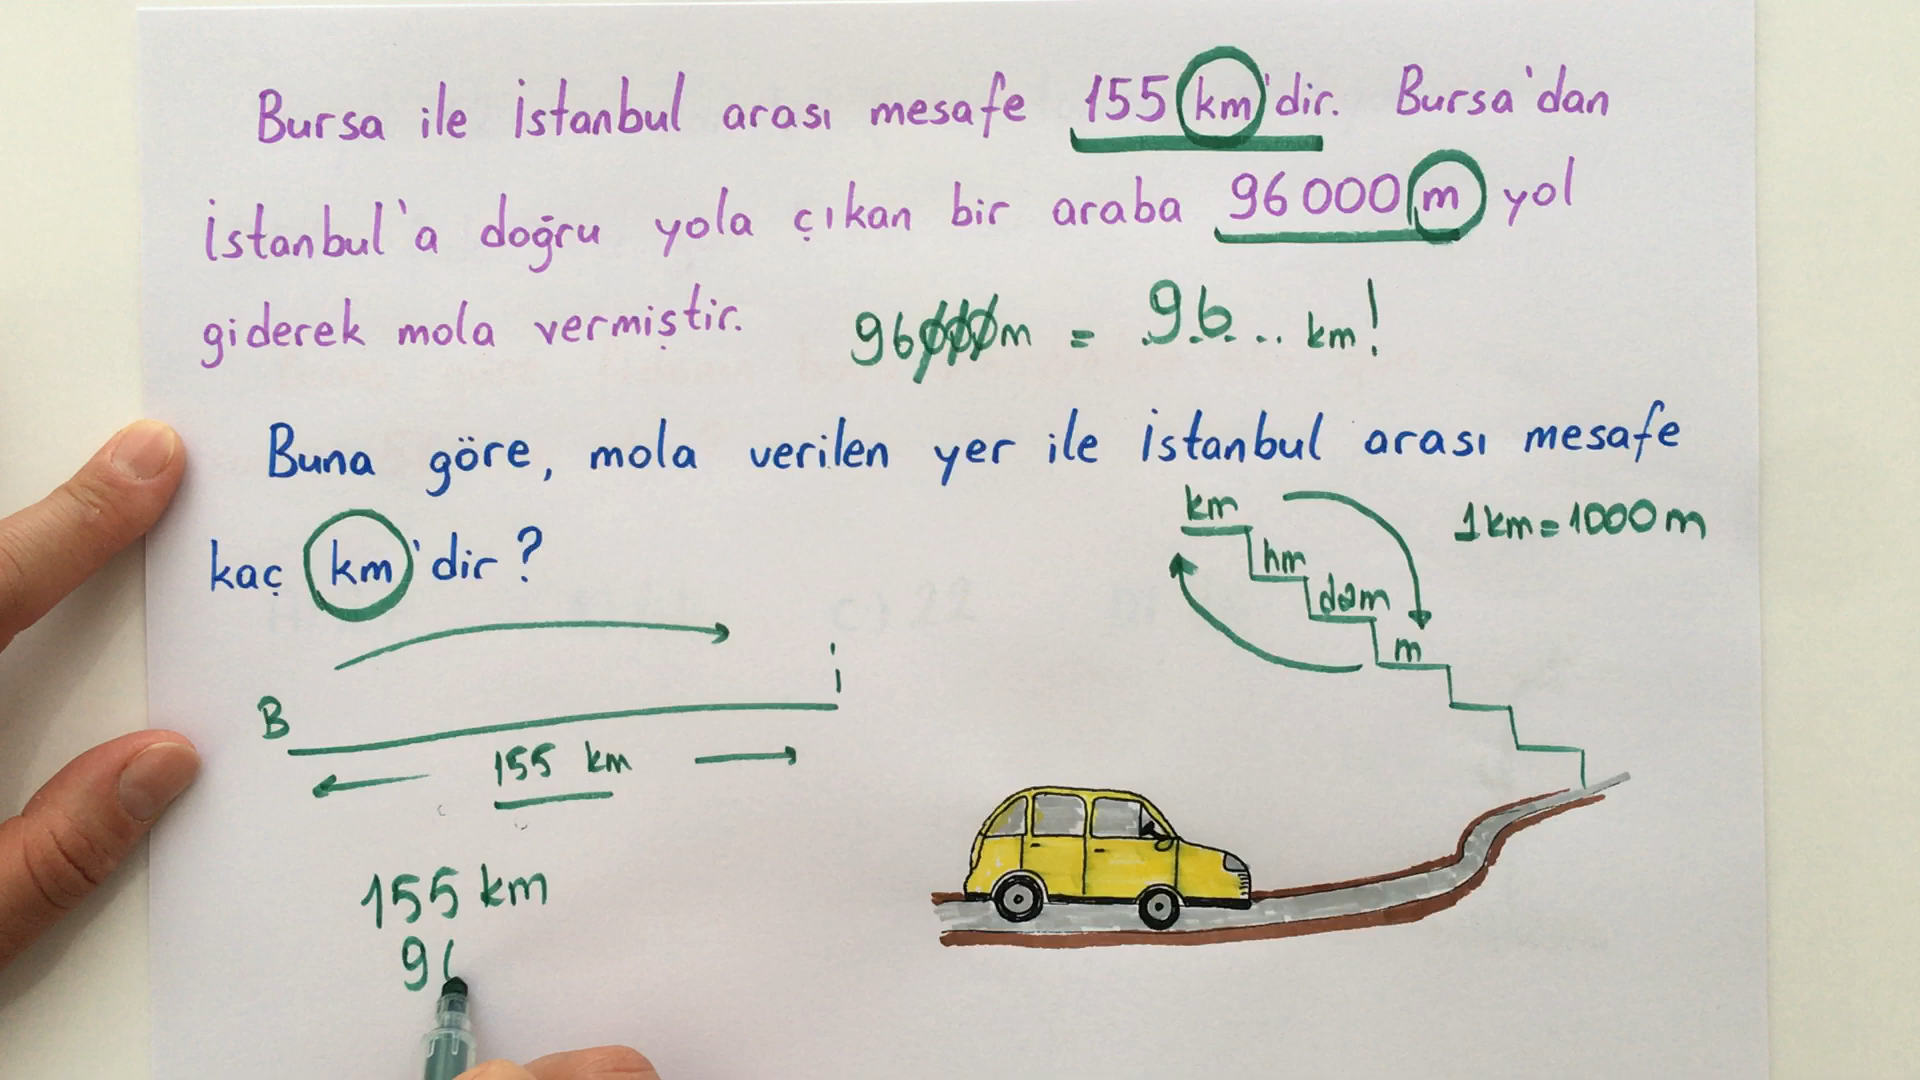 Bursa ile İstanbul arası mesafe 155 km'dir. Bursa'dan
İstanbul'a doğru yola çıkan bir araba 96000 m yol
giderek mola vermiştir.
96000m = 96... km!
Buna göre, mola verilen yer ile İstanbul arası mesafe
kaç km'dir?
km
hm
dam
m
1km=1000m
B
i
155 km
155 km
96